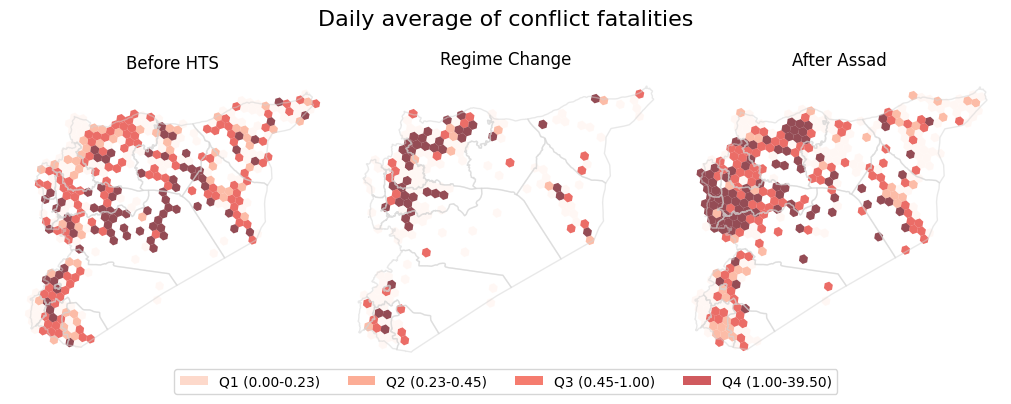 Daily average of conflict fatalities
Before HTS
Regime Change
After Assad
Q1 (0.00-0.23)
Q2 (0.23-0.45)
Q3 (0.45-1.00)
Q4 (1.00-39.50)